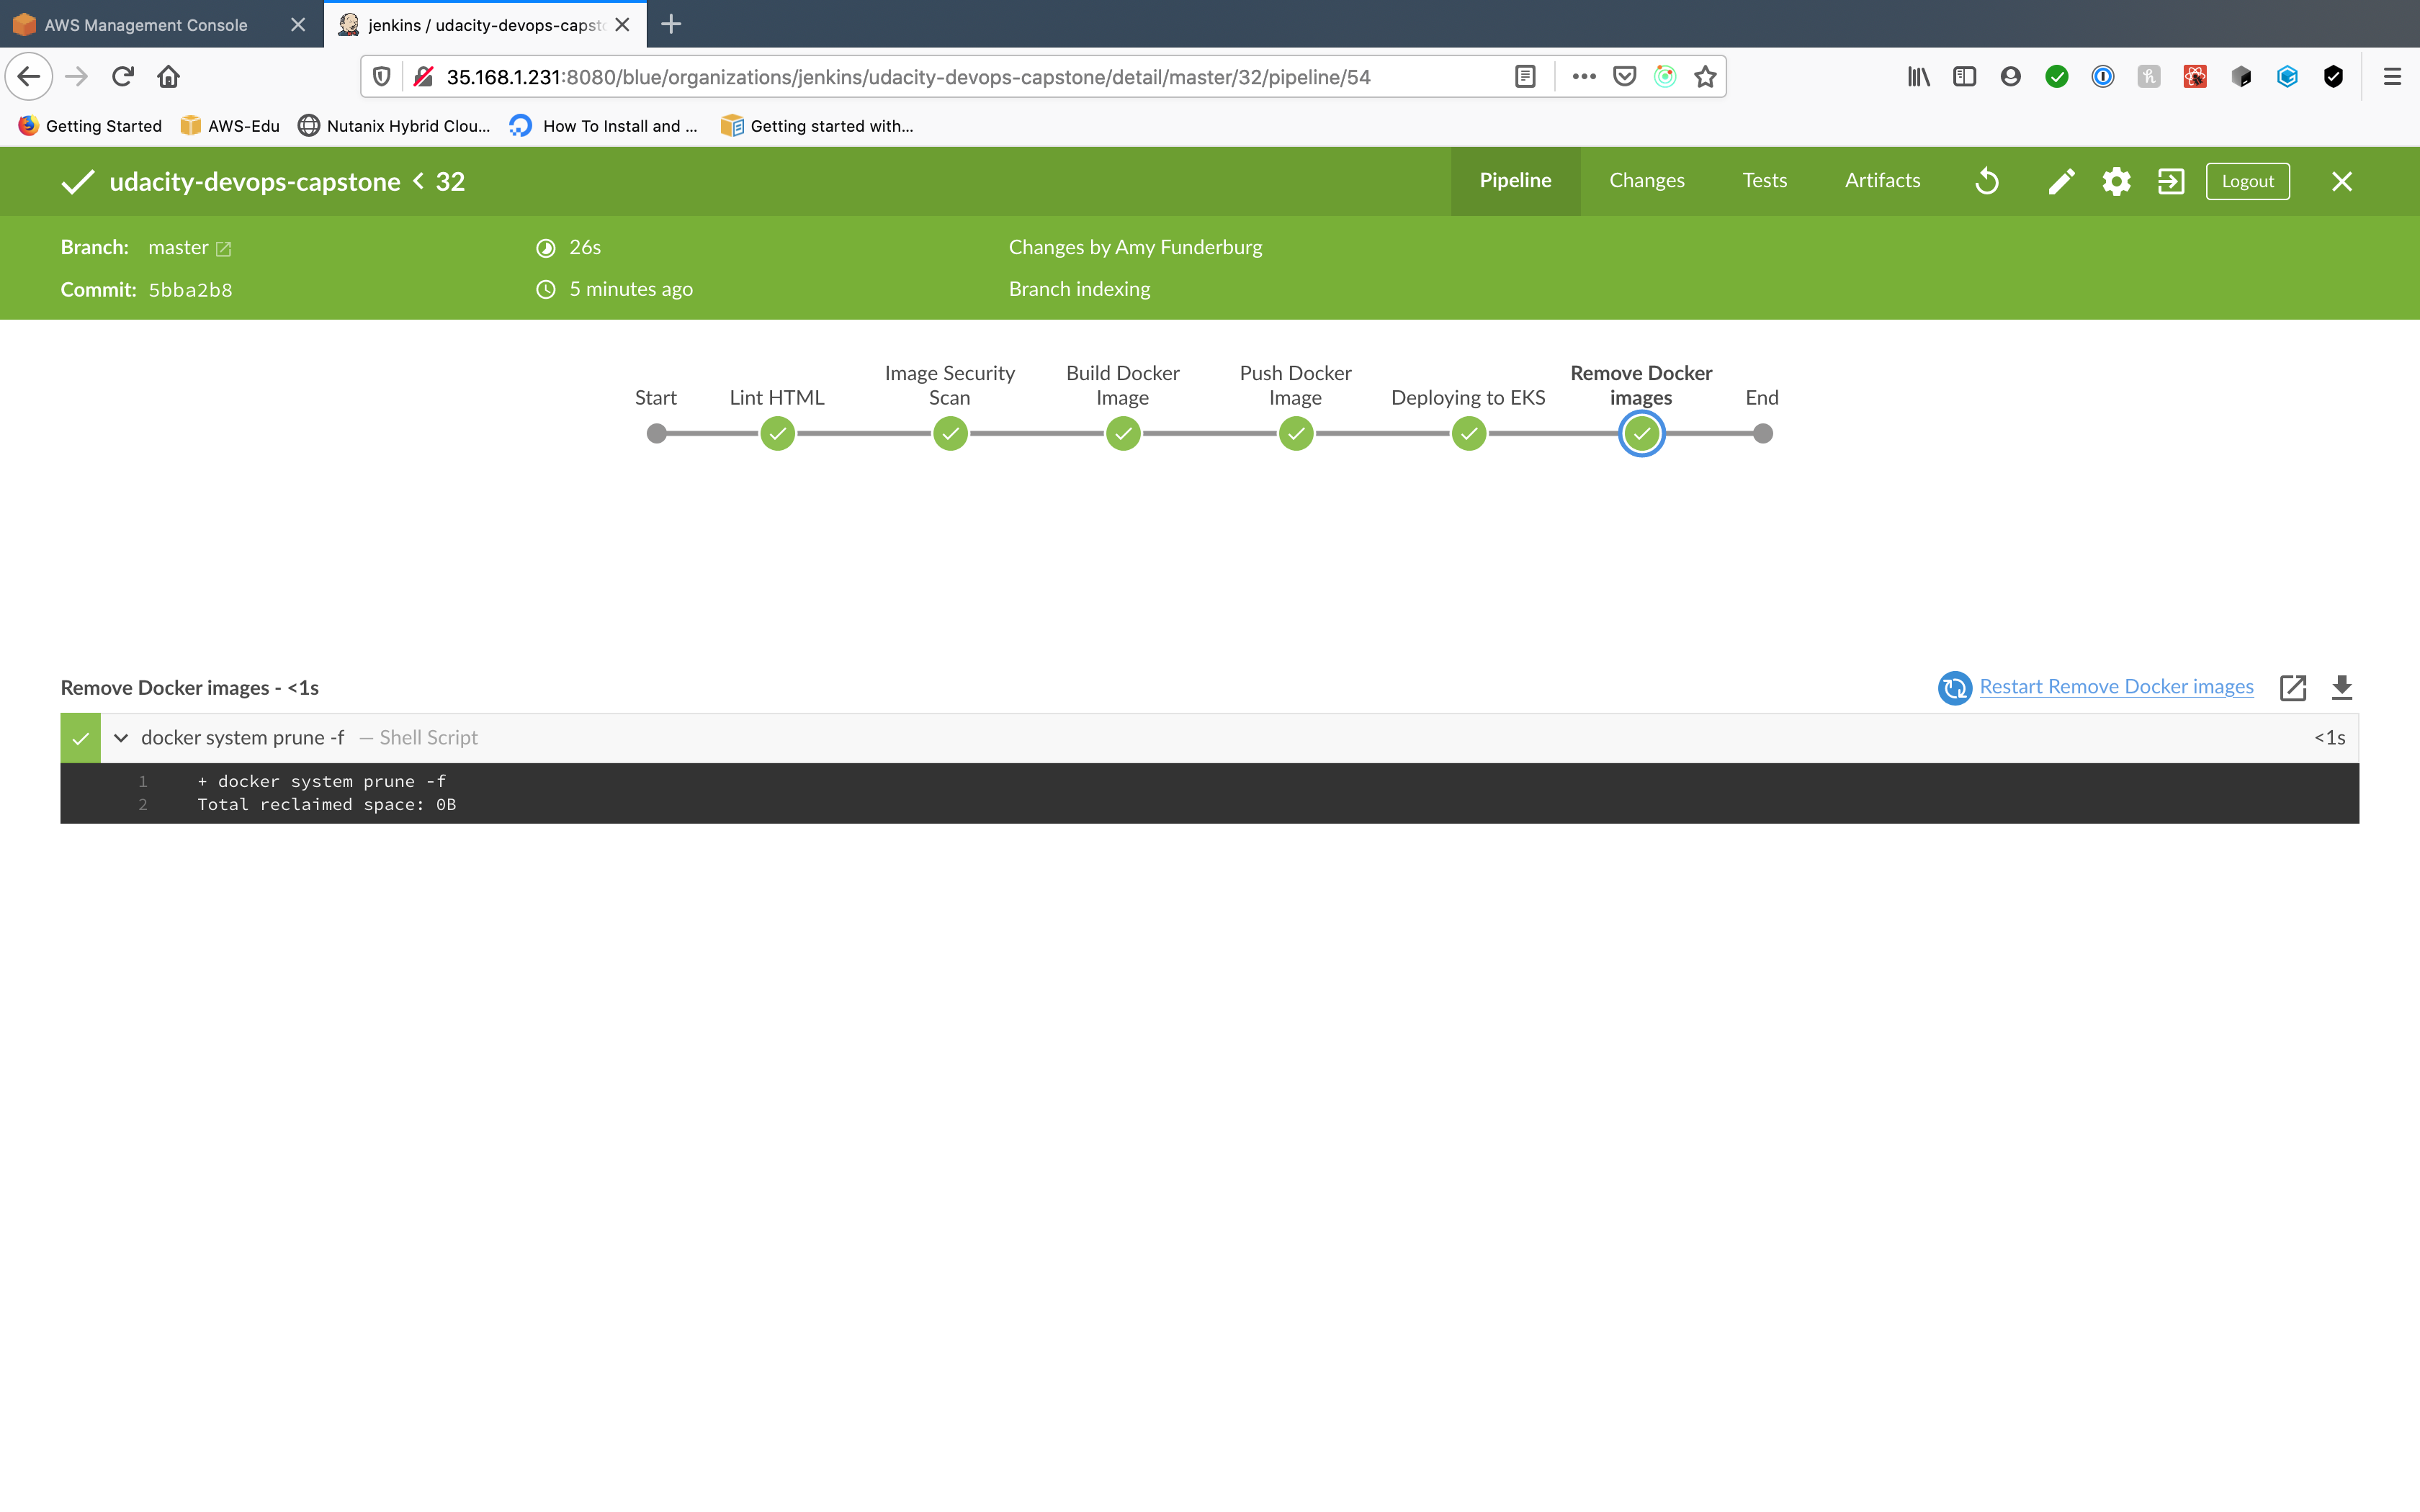 AWS Management Console
jenkins / udacity-devops-capst
35.168.1.231:8080/blue/organizations/jenkins/udacity-devops-capstone/detail/master/32/pipeline/54
Getting Started
AWS-Edu
Nutanix Hybrid Clou...
How To Install and ...
Getting started with...
udacity-devops-capstone < 32
Pipeline
Changes
Tests
Artifacts
Logout
Branch: master
26s
Changes by Amy Funderburg
Commit: 5bba2b8
5 minutes ago
Branch indexing
Start
Lint HTML
Image Security
Scan
Build Docker
Image
Push Docker
Image
Deploying to EKS
Remove Docker
images
End
Remove Docker images - <1s
Restart Remove Docker images
docker system prune -f — Shell Script
<1s
1 + docker system prune -f
2 Total reclaimed space: 0B